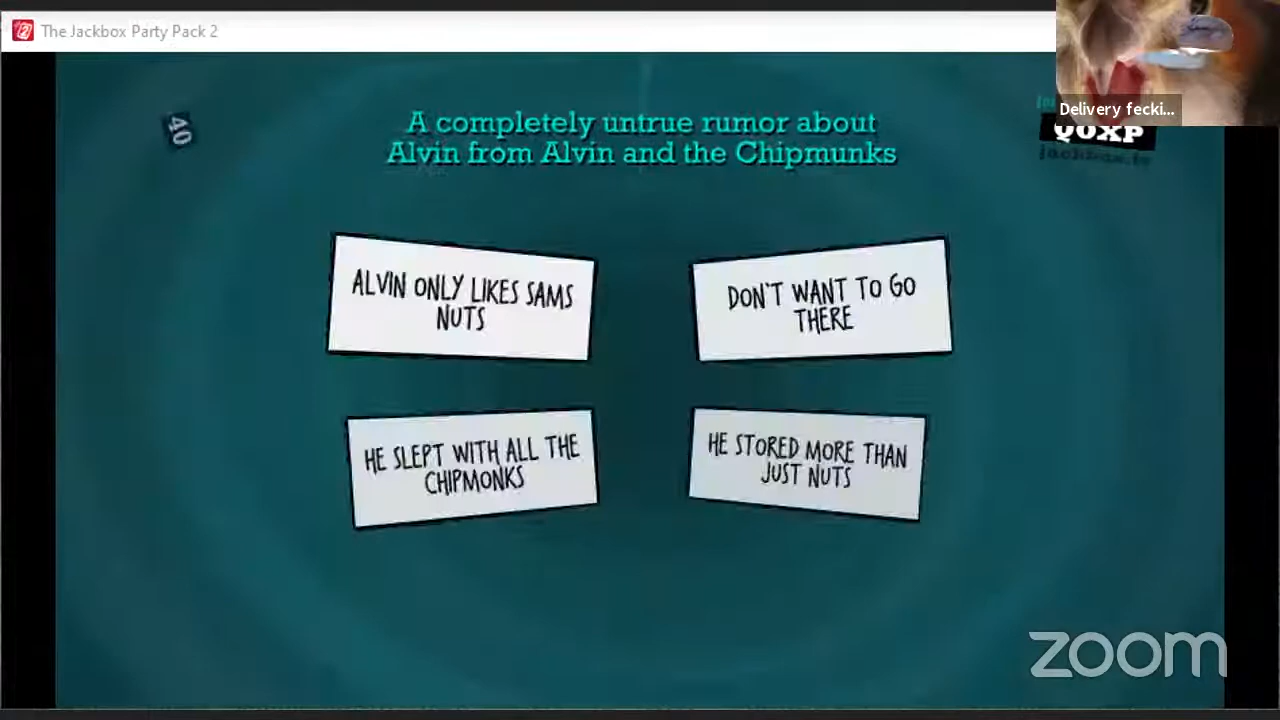 The Jackbox Party Pack 2
Delivery fecki...
A completely untrue rumor about
Alvin from Alvin and the Chipmunks
40
QOXP
ALVIN ONLY LIKES SAMS
NUTS
DON'T WANT TO GO
THERE
HE SLEPT WITH ALL THE
CHIPMONKS
HE STORED MORE THAN
JUST NUTS
zoom